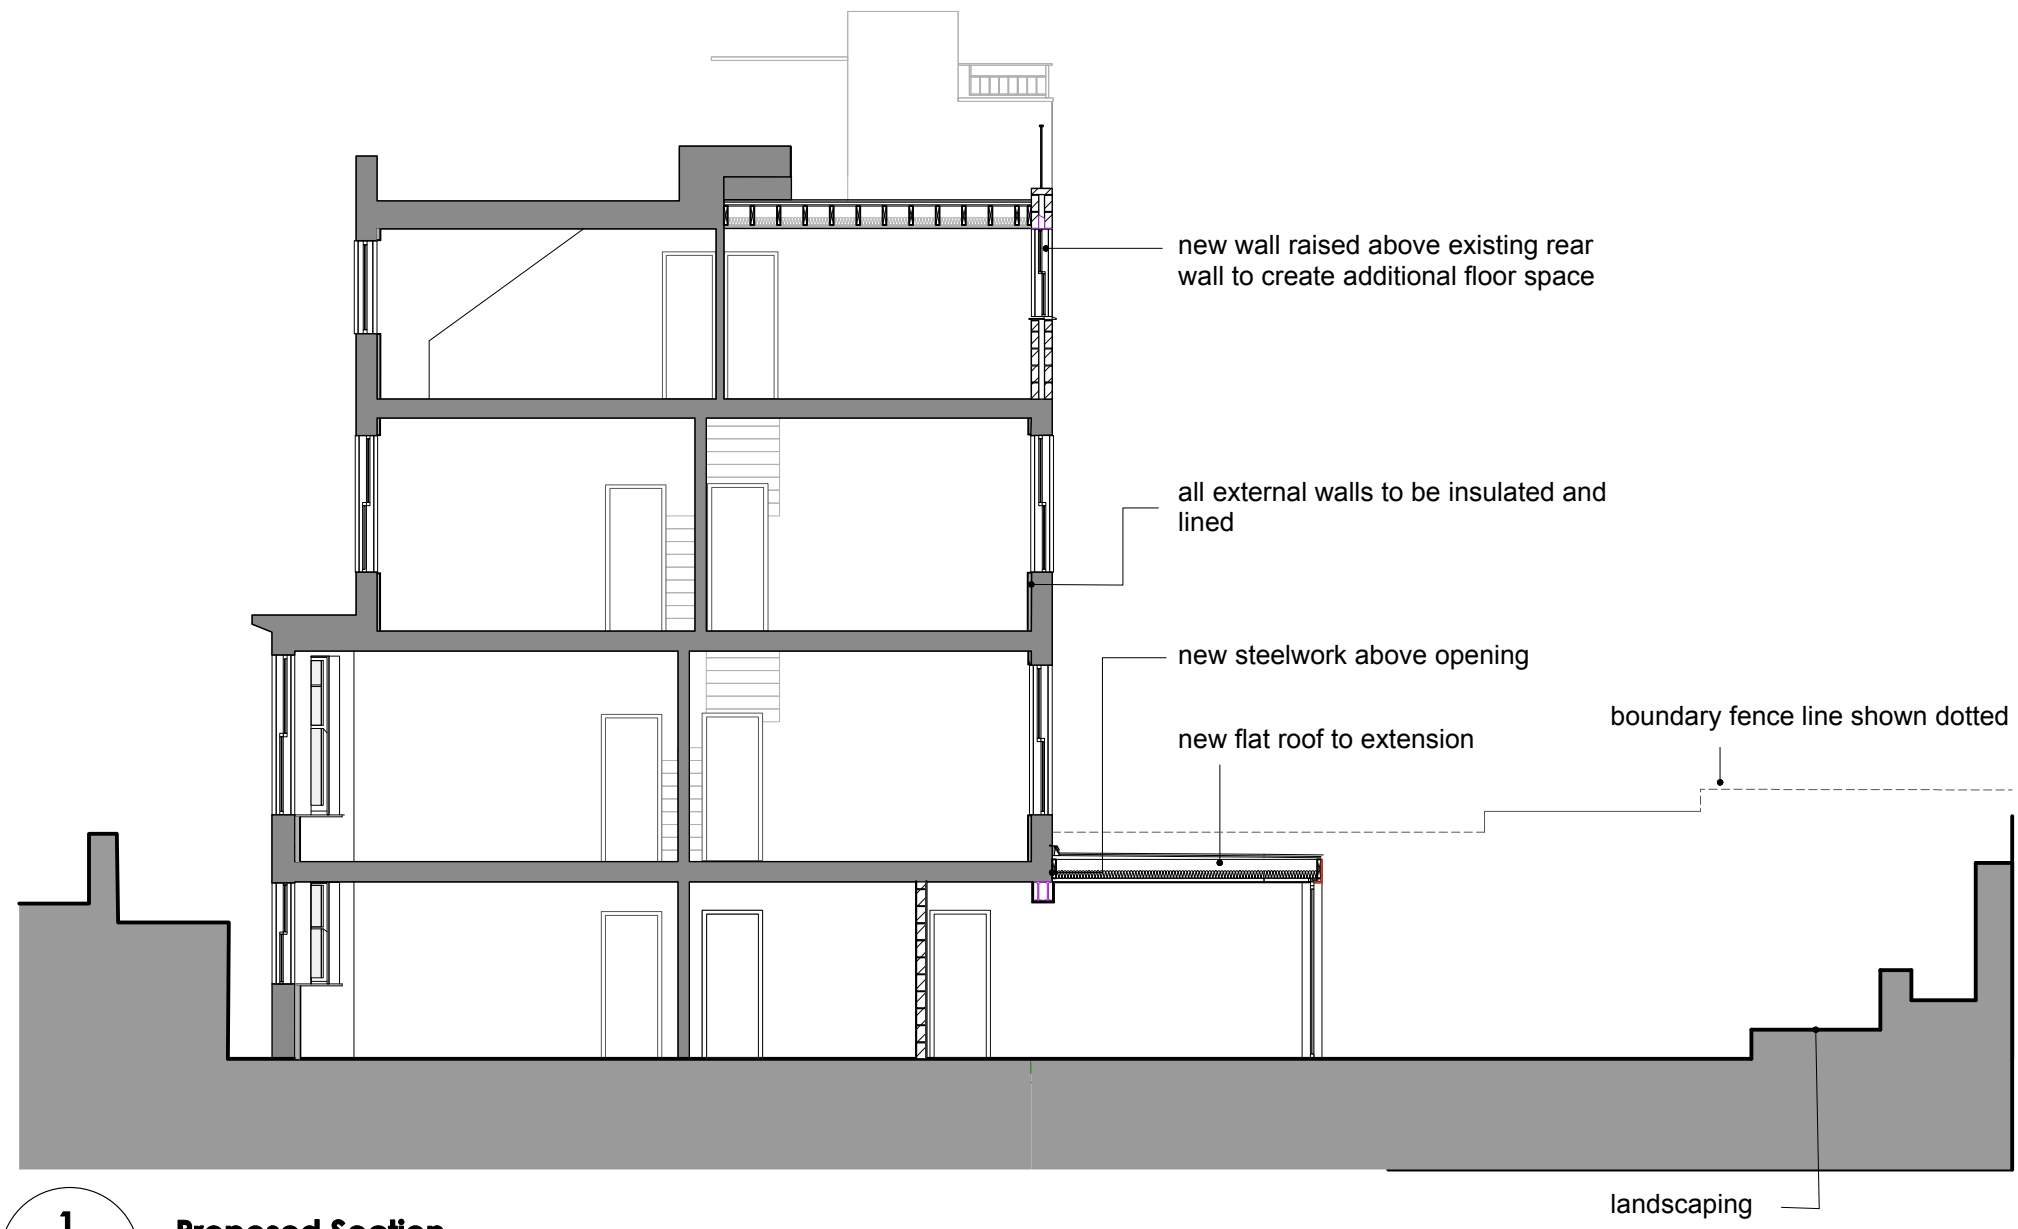 new wall raised above existing rear
wall to create additional floor space
all external walls to be insulated and
lined
new steelwork above opening
boundary fence line shown dotted
new flat roof to extension
landscaping
1
Proposed Section